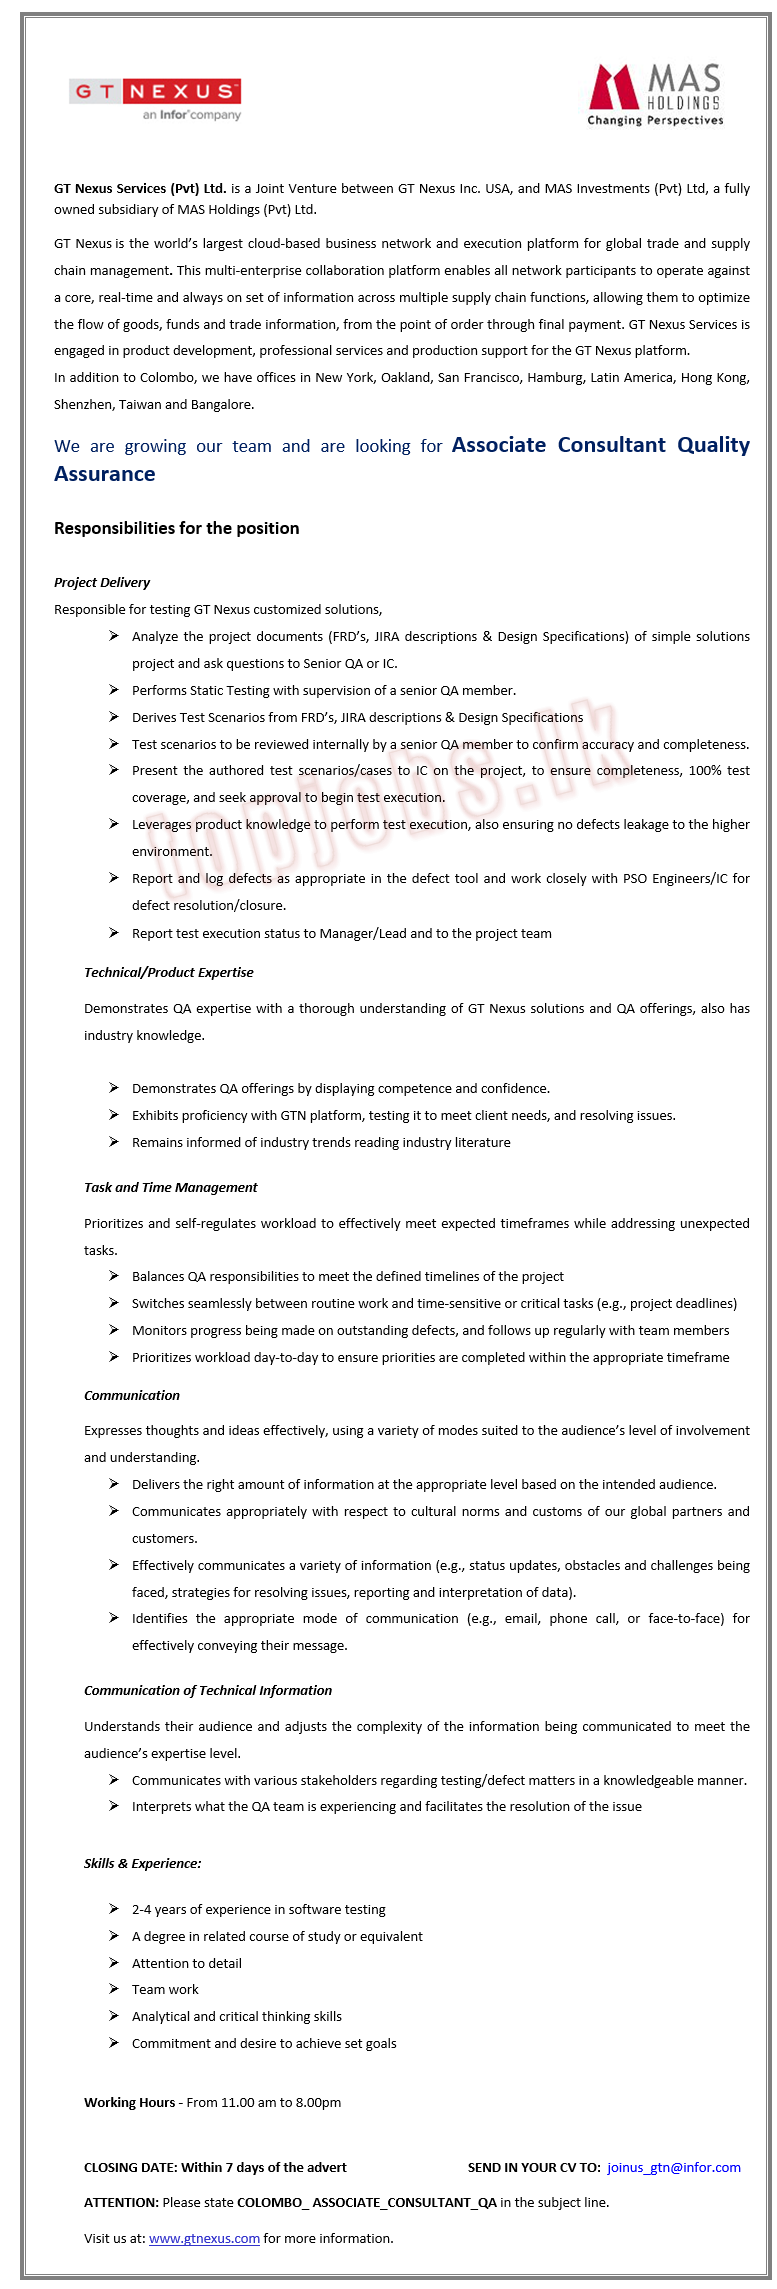 GT NEXUS
an Infor company
MAS
HOLDINGS
Changing Perspectives
GT Nexus Services (Pvt) Ltd. is a Joint Venture between GT Nexus Inc. USA, and MAS Investments (Pvt) Ltd, a fully
owned subsidiary of MAS Holdings (Pvt) Ltd.
GT Nexus is the world’s largest cloud-based business network and execution platform for global trade and supply
chain management. This multi-enterprise collaboration platform enables all network participants to operate against
a core, real-time and always on set of information across multiple supply chain functions, allowing them to optimize
the flow of goods, funds and trade information, from the point of order through final payment. GT Nexus Services is
engaged in product development, professional services and production support for the GT Nexus platform.
In addition to Colombo, we have offices in New York, Oakland, San Francisco, Hamburg, Latin America, Hong Kong,
Shenzhen, Taiwan and Bangalore.
We are growing our team and are looking for Associate Consultant Quality
Assurance
Responsibilities for the position
Project Delivery
Responsible for testing GT Nexus customized solutions,
➢ Analyze the project documents (FRD’s, JIRA descriptions & Design Specifications) of simple solutions
project and ask questions to Senior QA or IC.
➢ Performs Static Testing with supervision of a senior QA member.
➢ Derives Test Scenarios from FRD’s, JIRA descriptions & Design Specifications
➢ Test scenarios to be reviewed internally by a senior QA member to confirm accuracy and completeness.
➢ Present the authored test scenarios/cases to IC on the project, to ensure completeness, 100% test
coverage, and seek approval to begin test execution.
➢ Leverages product knowledge to perform test execution, also ensuring no defects leakage to the higher
environment.
➢ Report and log defects as appropriate in the defect tool and work closely with PSO Engineers/IC for
defect resolution/closure.
➢ Report test execution status to Manager/Lead and to the project team
topjobs.lk
Technical/Product Expertise
Demonstrates QA expertise with a thorough understanding of GT Nexus solutions and QA offerings, also has
industry knowledge.
➢ Demonstrates QA offerings by displaying competence and confidence.
➢ Exhibits proficiency with GTN platform, testing it to meet client needs, and resolving issues.
➢ Remains informed of industry trends reading industry literature
Task and Time Management
Prioritizes and self-regulates workload to effectively meet expected timeframes while addressing unexpected
tasks.
➢ Balances QA responsibilities to meet the defined timelines of the project
➢ Switches seamlessly between routine work and time-sensitive or critical tasks (e.g., project deadlines)
➢ Monitors progress being made on outstanding defects, and follows up regularly with team members
➢ Prioritizes workload day-to-day to ensure priorities are completed within the appropriate timeframe
Communication
Expresses thoughts and ideas effectively, using a variety of modes suited to the audience’s level of involvement
and understanding.
➢ Delivers the right amount of information at the appropriate level based on the intended audience.
➢ Communicates appropriately with respect to cultural norms and customs of our global partners and
customers.
➢ Effectively communicates a variety of information (e.g., status updates, obstacles and challenges being
faced, strategies for resolving issues, reporting and interpretation of data).
➢ Identifies the appropriate mode of communication (e.g., email, phone call, or face-to-face) for
effectively conveying their message.
Communication of Technical Information
Understands their audience and adjusts the complexity of the information being communicated to meet the
audience’s expertise level.
➢ Communicates with various stakeholders regarding testing/defect matters in a knowledgeable manner.
➢ Interprets what the QA team is experiencing and facilitates the resolution of the issue
Skills & Experience:
➢ 2-4 years of experience in software testing
➢ A degree in related course of study or equivalent
➢ Attention to detail
➢ Team work
➢ Analytical and critical thinking skills
➢ Commitment and desire to achieve set goals
Working Hours - From 11.00 am to 8.00pm
CLOSING DATE: Within 7 days of the advert SEND IN YOUR CV TO: joinus_gtn@infor.com
ATTENTION: Please state COLOMBO_ ASSOCIATE_CONSULTANT_QA in the subject line.
Visit us at: www.gtnexus.com for more information.